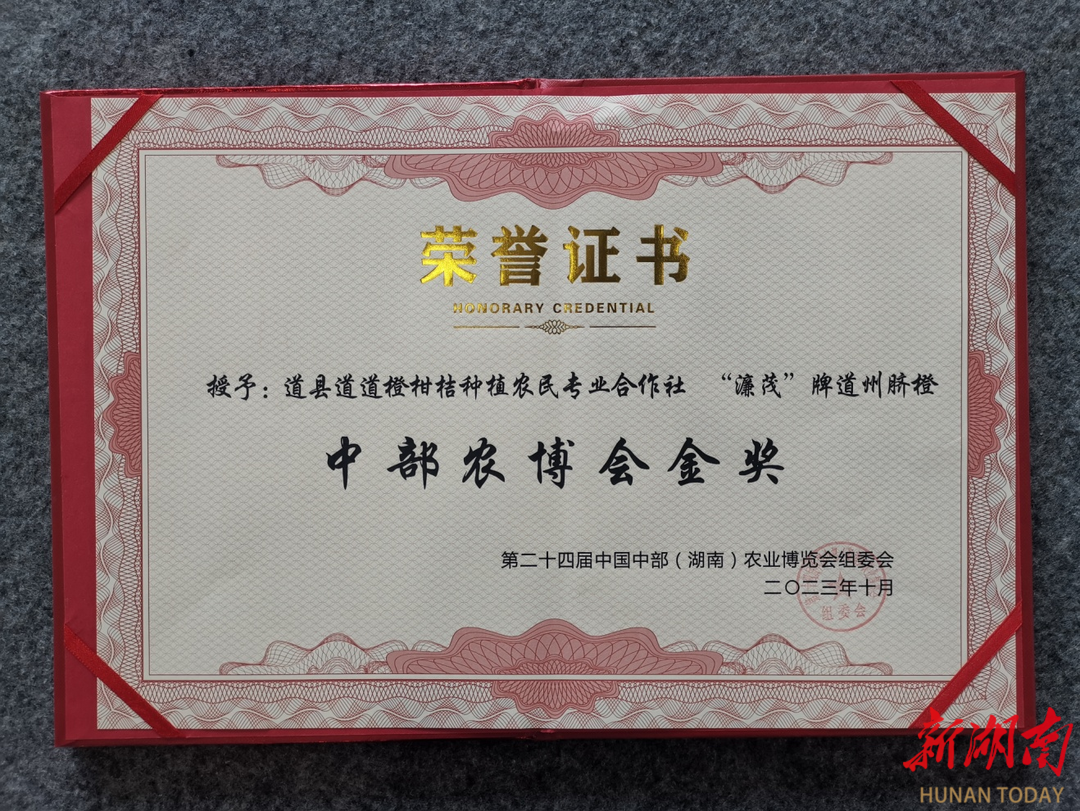 荣誉证书
HONORARY CREDENTIAL
授予：道县道道橙柑桔种植农民专业合作社 “濂茂”牌道州脐橙
中部农博会金奖
第二十四届中国中部（湖南）农业博览会组委会
二〇二三年十月
组委会
新湖南
HUNAN TODAY